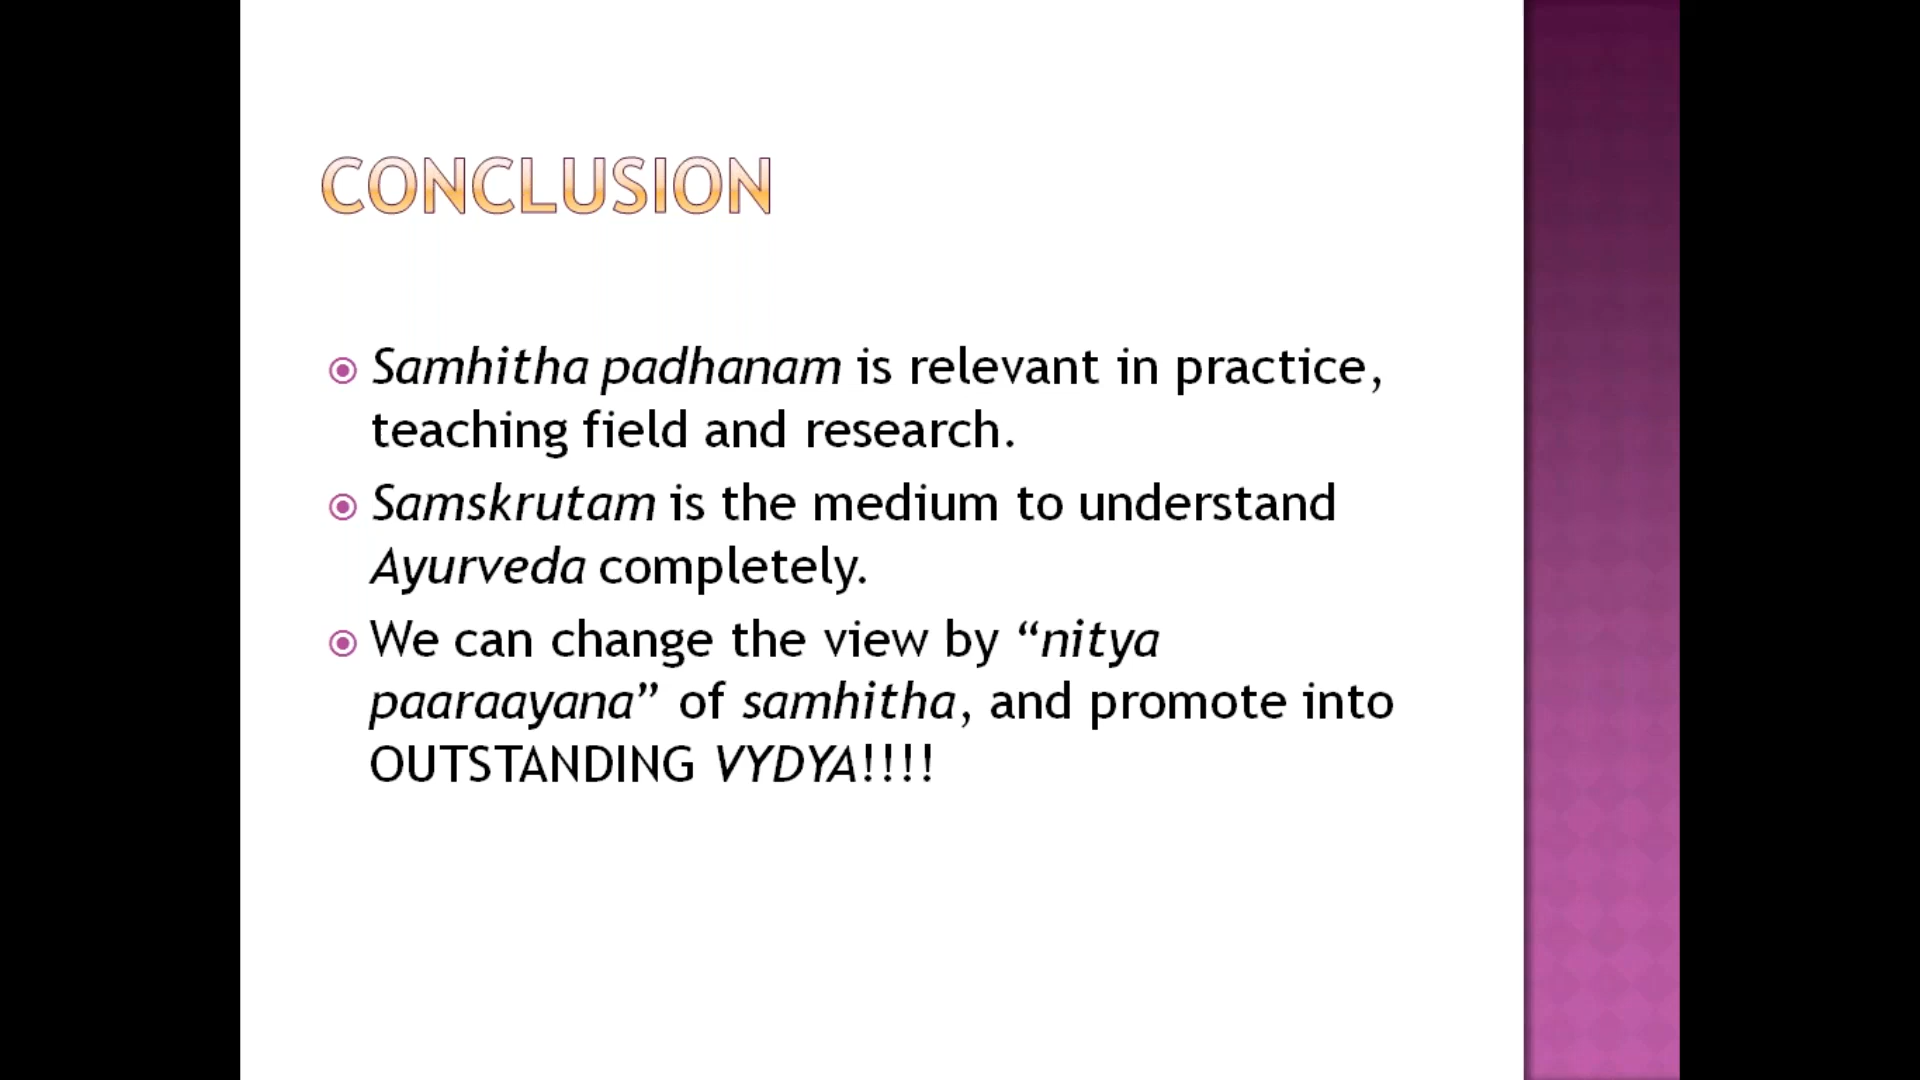 CONCLUSION
Samhitha padhanam is relevant in practice,
teaching field and research.
Samskrutam is the medium to understand
Ayurveda completely.
We can change the view by “nitya
paaraayana” of samhitha, and promote into
OUTSTANDING VYDYA!!!!